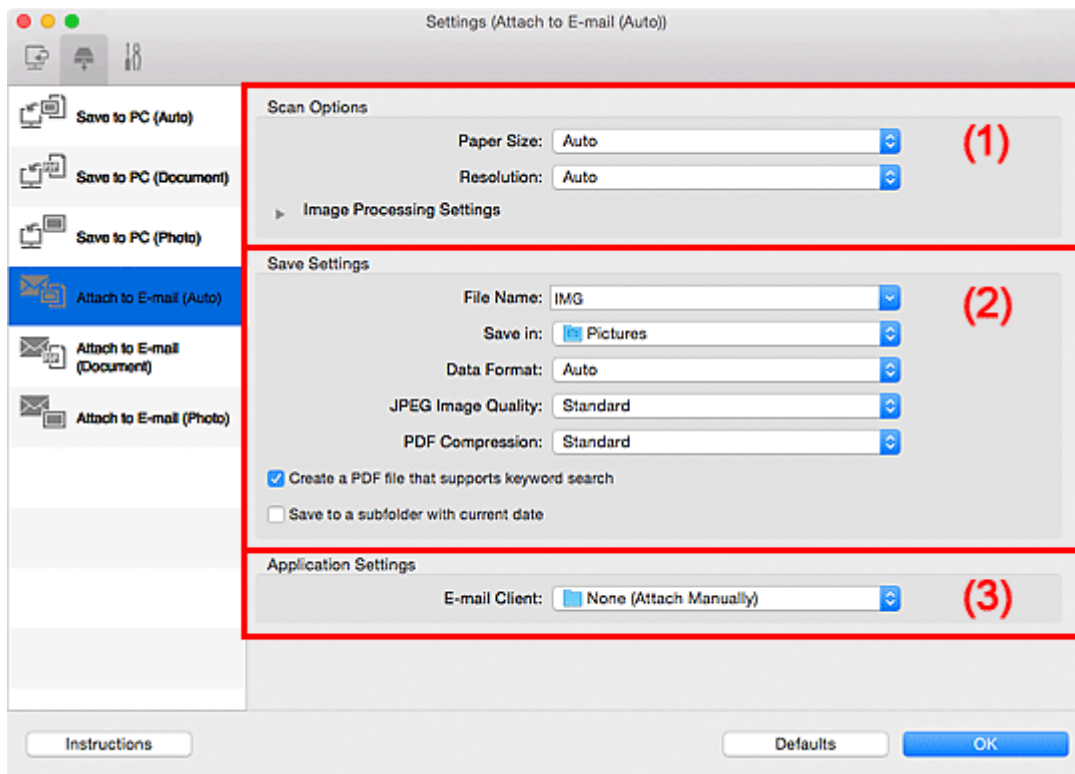 Settings (Attach to E-mail (Auto))
Save to PC (Auto)
Save to PC (Document)
Save to PC (Photo)
Attach to E-mail (Auto)
Attach to E-mail
(Document)
Attach to E-mail (Photo)
Scan Options
(1)
Paper Size: Auto
Resolution: Auto
Image Processing Settings
Save Settings
(2)
File Name: IMG
Save in: Pictures
Data Format: Auto
JPEG Image Quality: Standard
PDF Compression: Standard
Create a PDF file that supports keyword search
Save to a subfolder with current date
Application Settings
(3)
E-mail Client: None (Attach Manually)
Instructions
Defaults
OK